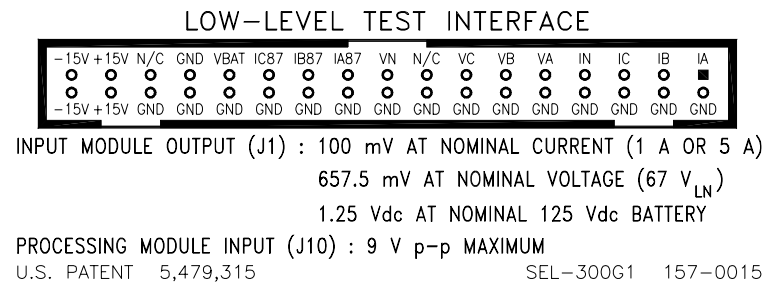 LOW-LEVEL TEST INTERFACE
-15V +15V N/C GND VBAT IC87 IB87 IA87 VN N/C VC VB VA IN IC IB IA
-15V +15V GND GND GND GND GND GND GND GND GND GND GND GND GND GND GND
INPUT MODULE OUTPUT (J1) : 100 mV AT NOMINAL CURRENT (1 A OR 5 A)
657.5 mV AT NOMINAL VOLTAGE (67 VLN)
1.25 Vdc AT NOMINAL 125 Vdc BATTERY
PROCESSING MODULE INPUT (J10) : 9 V p-p MAXIMUM
U.S. PATENT 5,479,315 SEL-300G1 157-0015